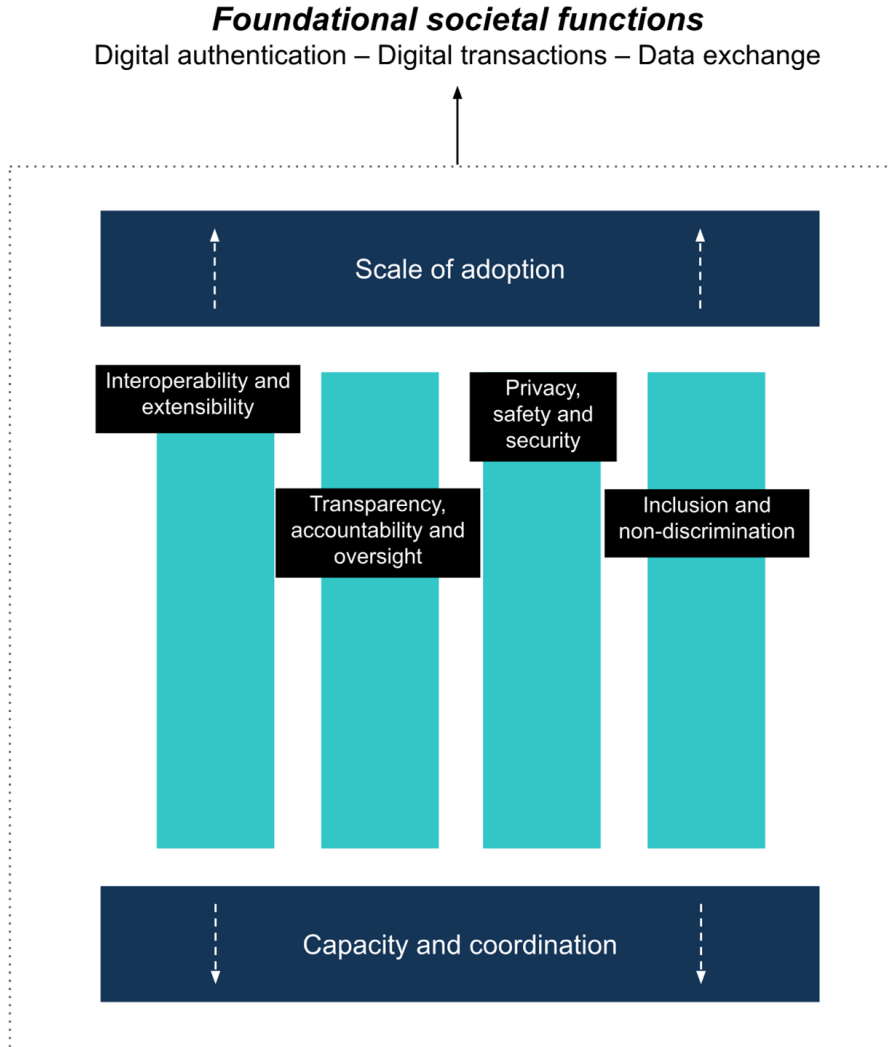 Foundational societal functions
Digital authentication – Digital transactions – Data exchange
Scale of adoption
Interoperability and
extensibility
Transparency,
accountability and
oversight
Privacy,
safety and
security
Inclusion and
non-discrimination
Capacity and coordination